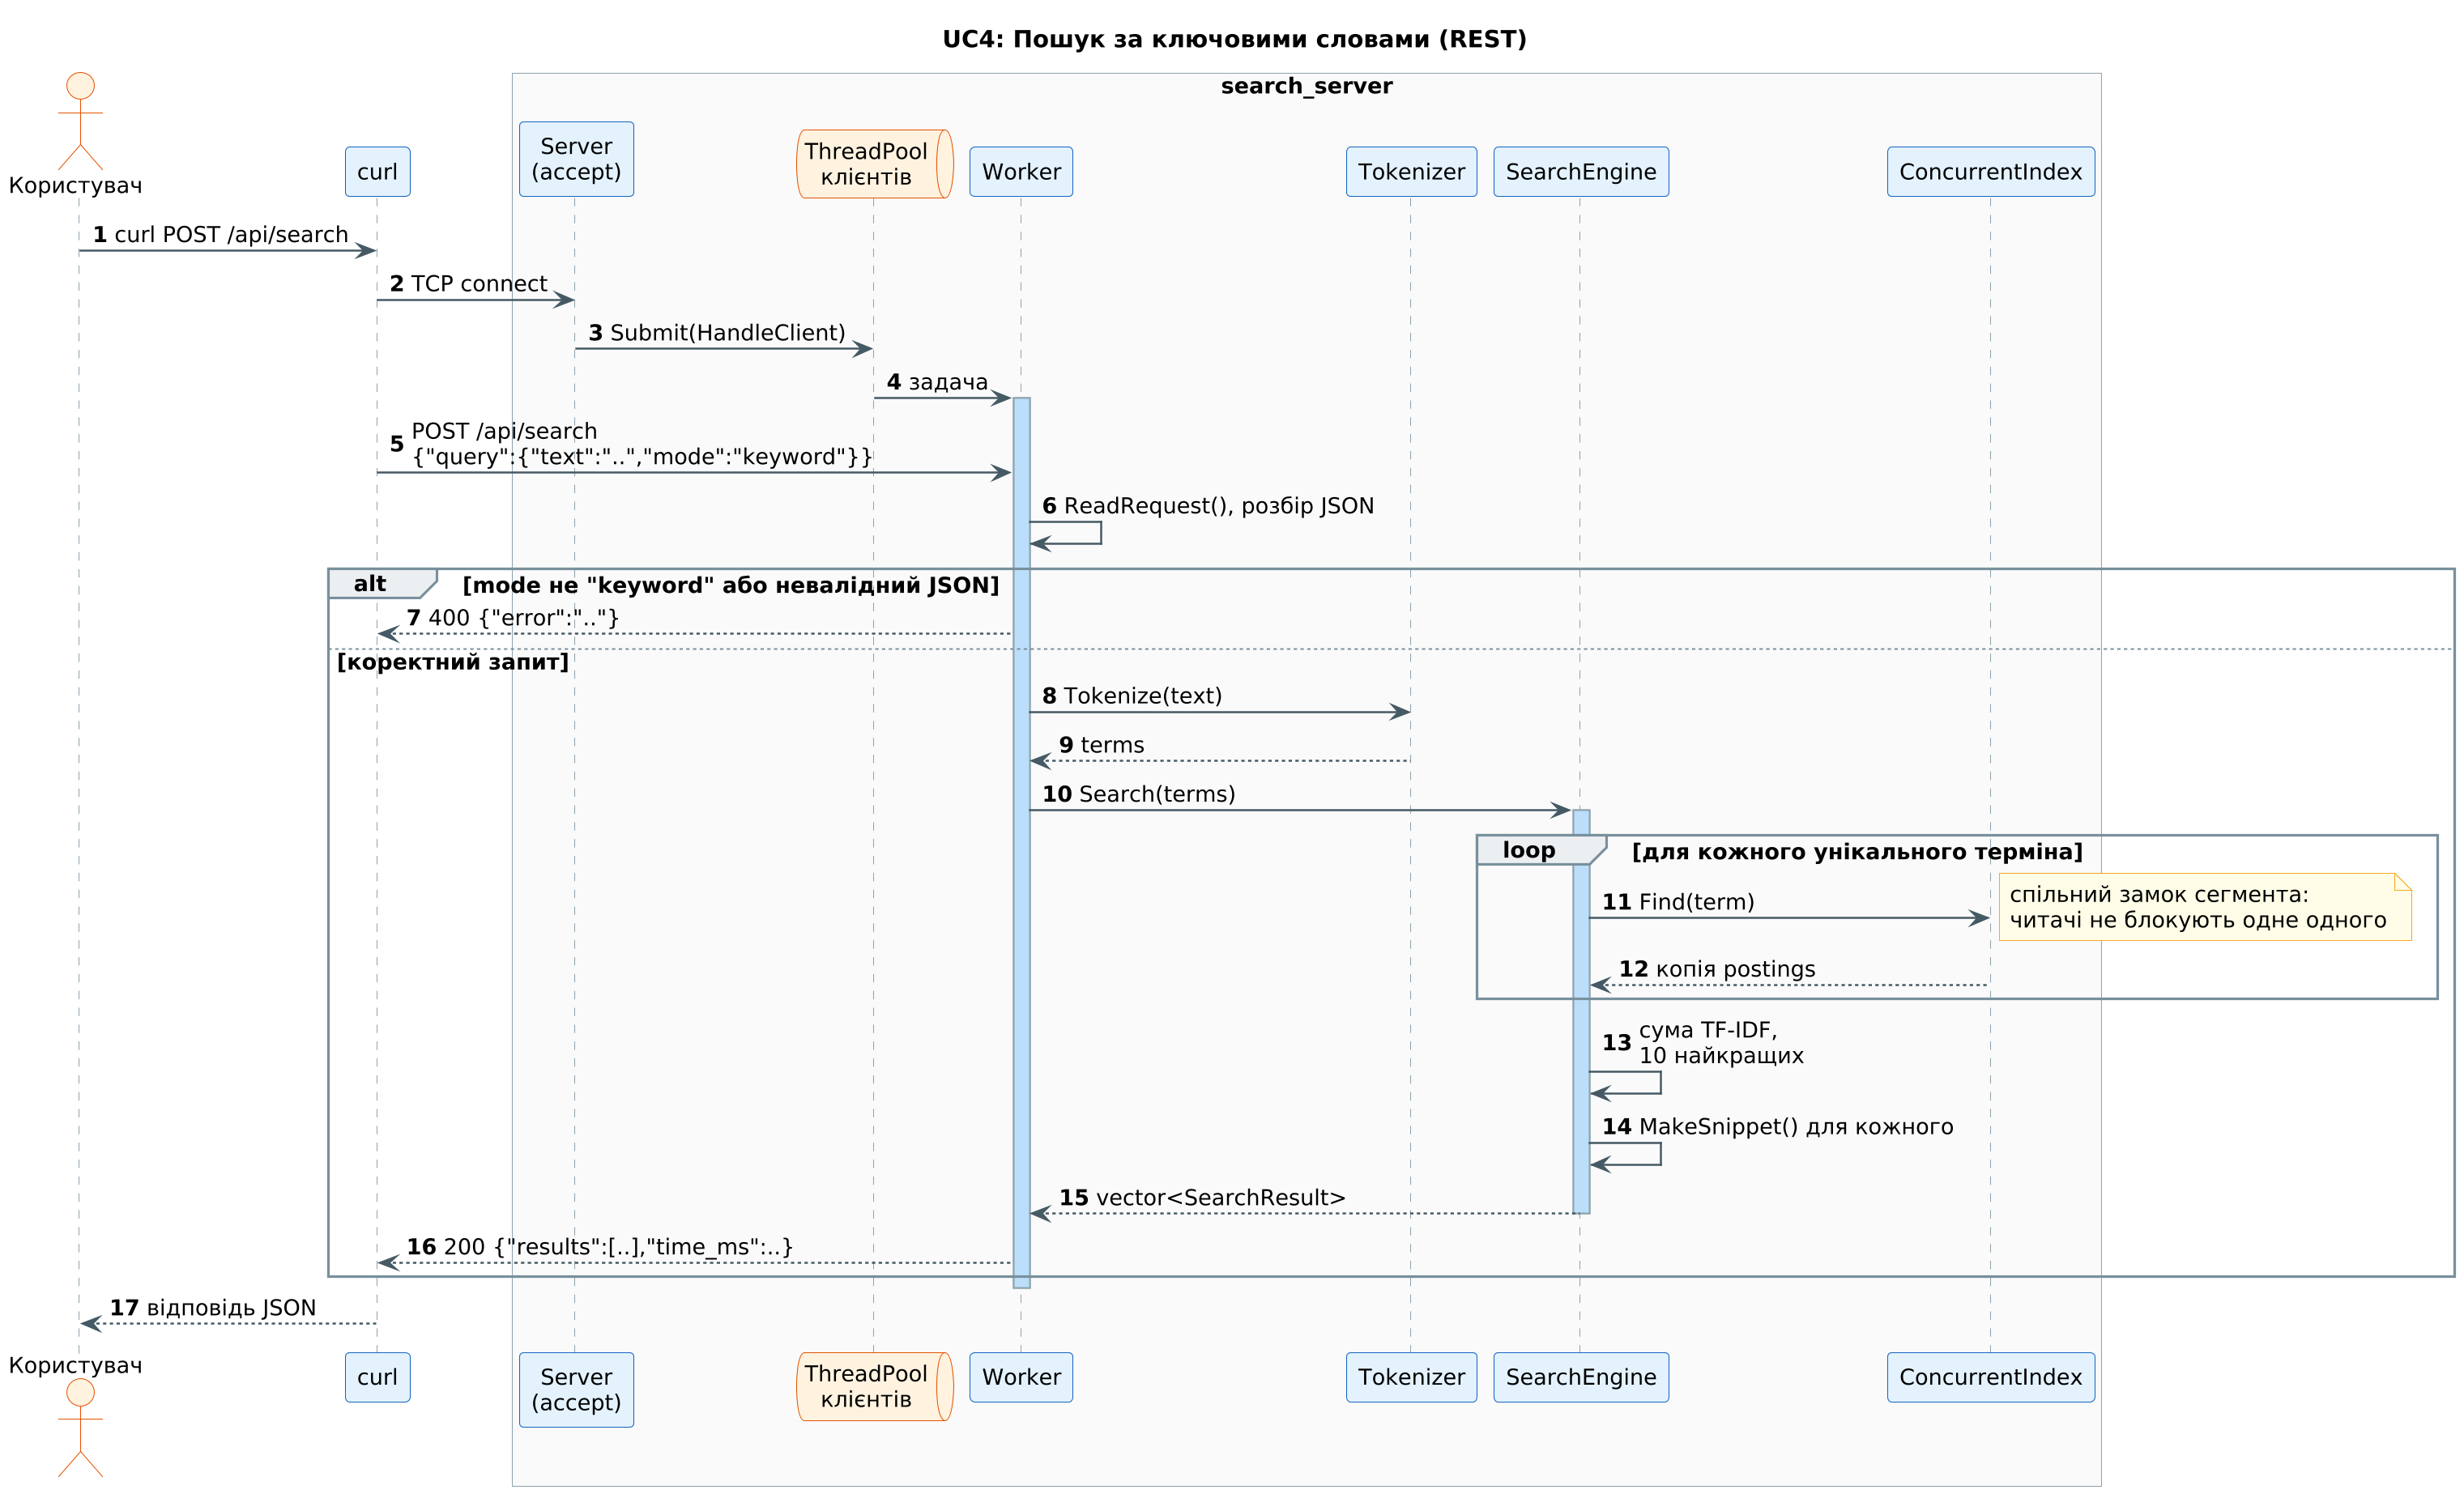 UC4: Пошук за ключовими словами (REST)
search_server
Користувач
curl
Server
(accept)
ThreadPool
клієнтів
Worker
Tokenizer
SearchEngine
ConcurrentIndex
1 curl POST /api/search
2 TCP connect
3 Submit(HandleClient)
4 задача
5 POST /api/search
{"query":{"text":"..","mode":"keyword"}}
6 ReadRequest(), розбір JSON
alt [mode не "keyword" або невалідний JSON]
7 400 {"error":".."}
[коректний запит]
8 Tokenize(text)
9 terms
10 Search(terms)
loop [для кожного унікального терміна]
11 Find(term)
спільний замок сегмента:
читачі не блокують одне одного
12 копія postings
13 сума TF-IDF,
10 найкращих
14 MakeSnippet() для кожного
15 vector<SearchResult>
16 200 {"results":[..],"time_ms":..}
17 відповідь JSON
Користувач
curl
Server
(accept)
ThreadPool
клієнтів
Worker
Tokenizer
SearchEngine
ConcurrentIndex